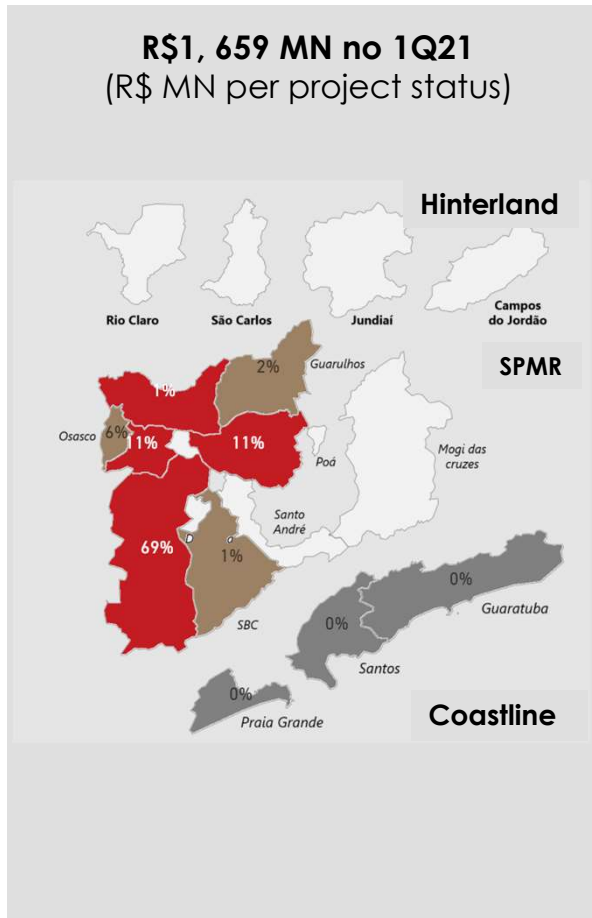 R$1, 659 MN no 1Q21
(R$ MN per project status)
Hinterland
Rio Claro
São Carlos
Jundiaí
Campos
do Jordão
SPMR
Guarulhos
2%
1%
Osasco
6%
11%
11%
Poá
Mogi das
cruzes
Santo
André
69%
1%
SBC
0%
Guaratuba
0%
Santos
0%
Praia Grande
Coastline